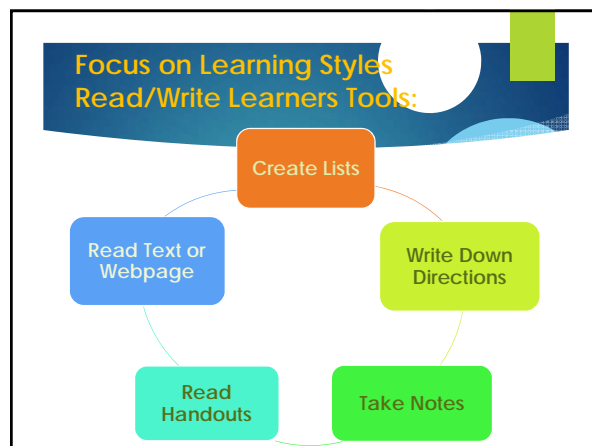 Focus on Learning Styles
Read/Write Learners Tools:
Create Lists
Write Down
Directions
Take Notes
Read
Handouts
Read Text or
Webpage